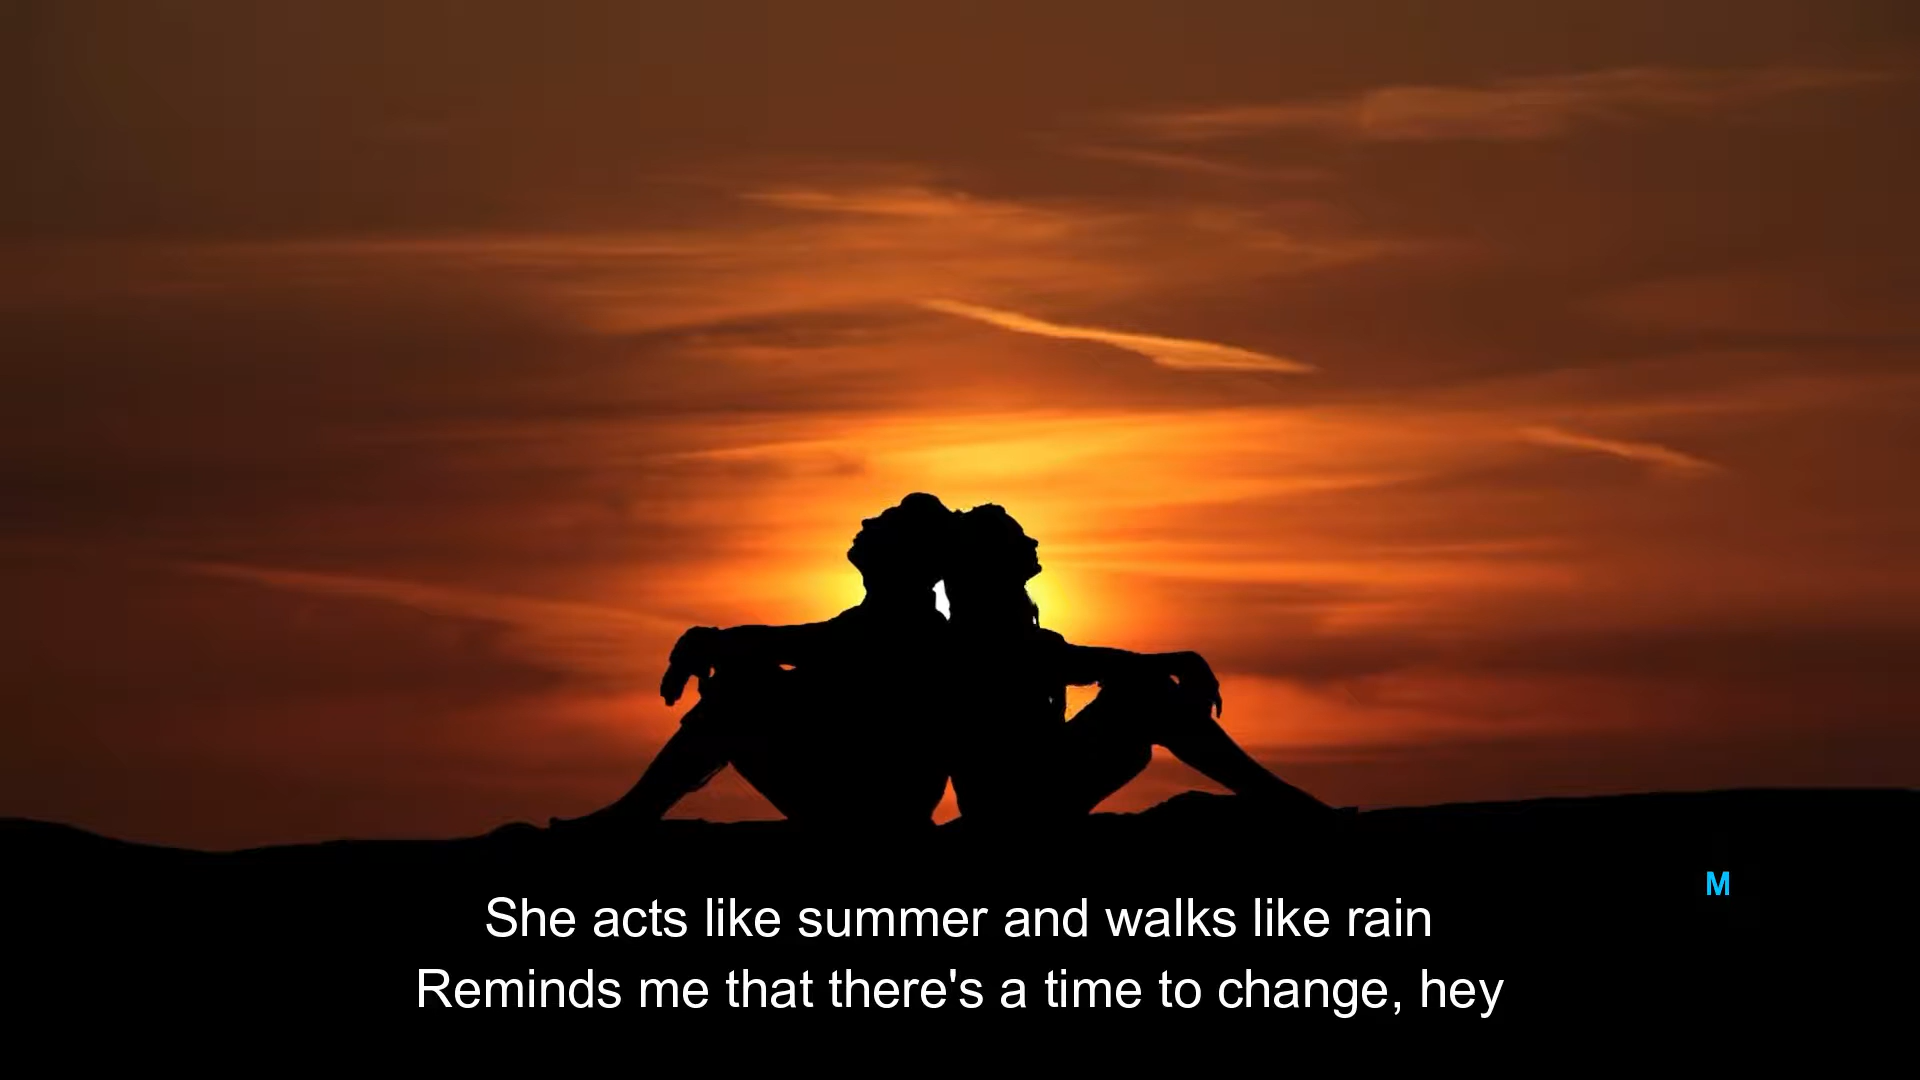 M
She acts like summer and walks like rain
Reminds me that there's a time to change, hey